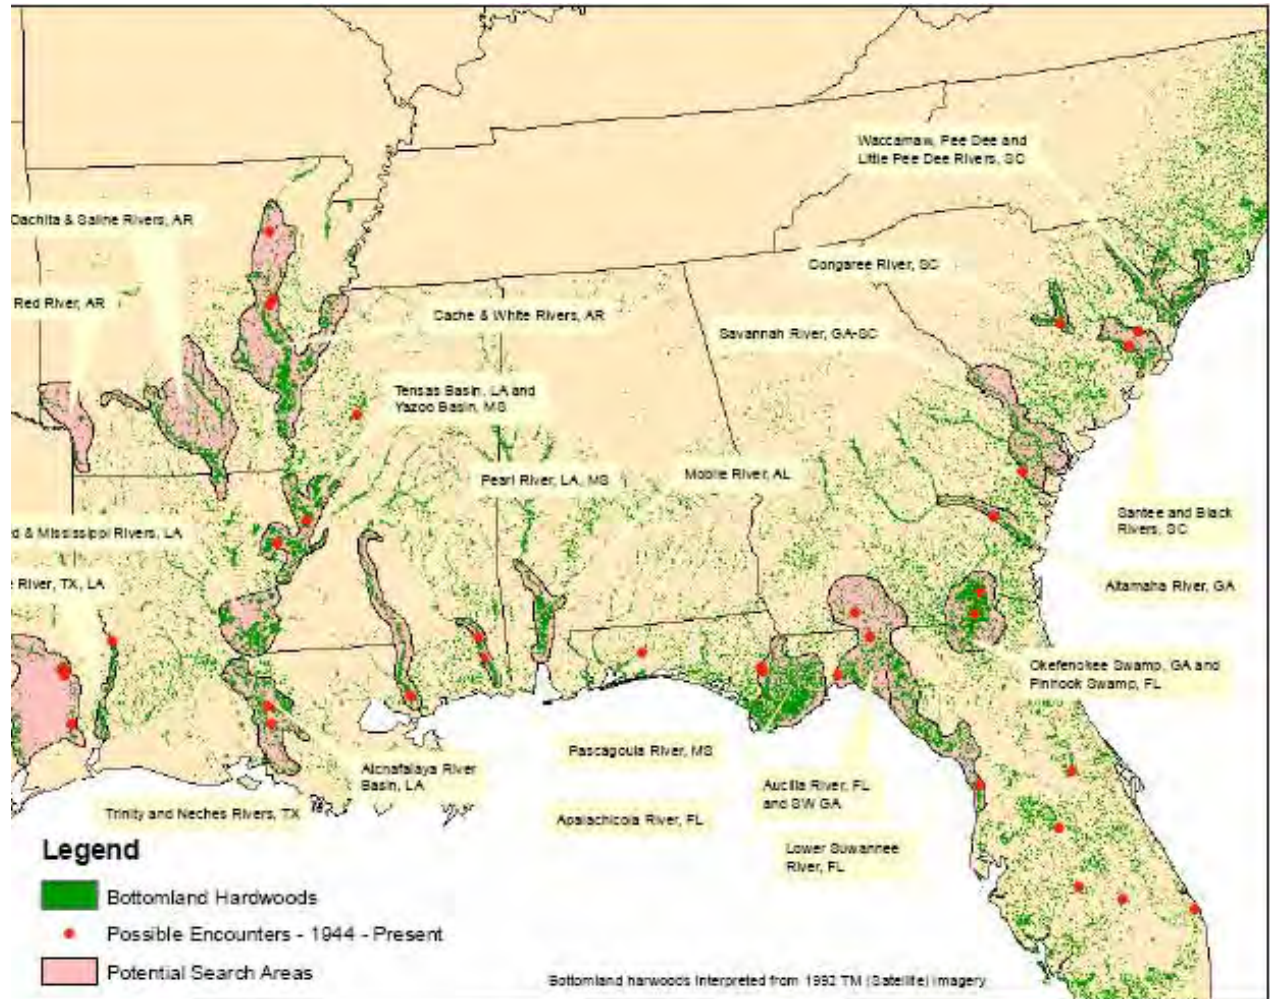 Waccamaw, Pee Dee and
Little Pee Dee Rivers, SC
Dachita & Saline Rivers, AR
Congaree River, SC
Red River, AR
Cache & White Rivers, AR
Savannah River, GA-SC
Tensas Basin, LA and
Yazoo Basin, MS
Pearl River, LA, MS
Mobile River, AL
Santee and Black
Rivers, SC
d & Mississippi Rivers, LA
e River, TX, LA
Altamaha River, GA
Okefenokee Swamp, GA and
Pinhook Swamp, FL
Pascagoula River, MS
Atchafalaya River
Basin, LA
Aucilla River, FL
and SW GA
Trinity and Neches Rivers, TX
Apalachicola River, FL
Lower Suwannee
River, FL
Legend
Bottomland Hardwoods
Possible Encounters - 1944 - Present
Potential Search Areas
Bottomland harwoods interpreted from 1992 TM (Satellite) imagery